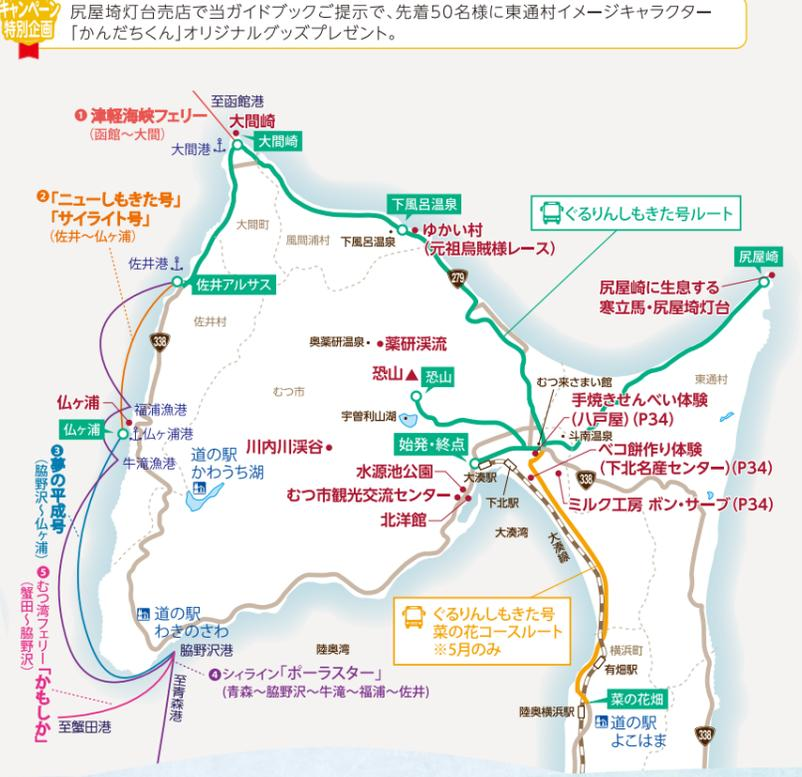 キャンペーン
特別企画
尻屋埼灯台売店で当ガイドブックご提示で、先着50名様に東通村イメージキャラクター
「かんだちくん」オリジナルグッズプレゼント。
至函館港
❶津軽海峡フェリー
(函館〜大間)
大間崎
大間港
大間崎
❷「ニューしもきた号」
「サイライト号」
(佐井〜仏ヶ浦)
大間町
風間浦村
下風呂温泉
下風呂温泉
ゆかい村
(元祖烏賊様レース)
ぐるりんしもきた号ルート
279
尻屋崎
尻屋崎に生息する
寒立馬・尻屋埼灯台
佐井港
佐井アルサス
佐井村
338
奥薬研温泉
薬研渓流
恐山
恐山
むつ市
宇曽利山湖
東通村
むつ来さまい館
手焼きせんべい体験
(八戸屋)(P34)
斗南温泉
仏ヶ浦
福浦漁港
仏ヶ浦
仏ヶ浦港
牛滝漁港
川内川渓谷
始発・終点
べコ餅作り体験
(下北名産センター)(P34)
道の駅
かわうち湖
水源池公園
大湊駅
下北駅
338
むつ市観光交流センター
ミルク工房 ボン・サーブ(P34)
北洋館
大湊湾
大湊線
❸夢の平成号
(脇野沢〜仏ヶ浦)
❺むつ湾フェリー「かもしか」
(蟹田〜脇野沢)
道の駅
わきのさわ
脇野沢港
陸奥湾
ぐるりんしもきた号
菜の花コースルート
※5月のみ
横浜町
有畑駅
❹シィライン「ポーラスター」
(青森〜脇野沢〜牛滝〜福浦〜佐井)
至青森港
至蟹田港
菜の花畑
陸奥横浜駅
道の駅
よこはま
338